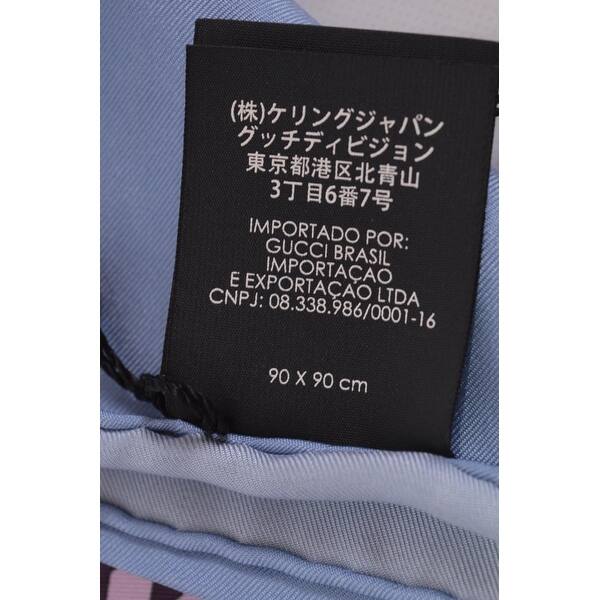 (株)ケリングジャパン
グッチディビジョン
東京都港区北青山
3丁目6番7号
IMPORTADO POR:
GUCCI BRASIL
IMPORTAÇAO
E EXPORTAÇÃO LTDA
CNPJ: 08.338.986/0001-16
90 X 90 cm